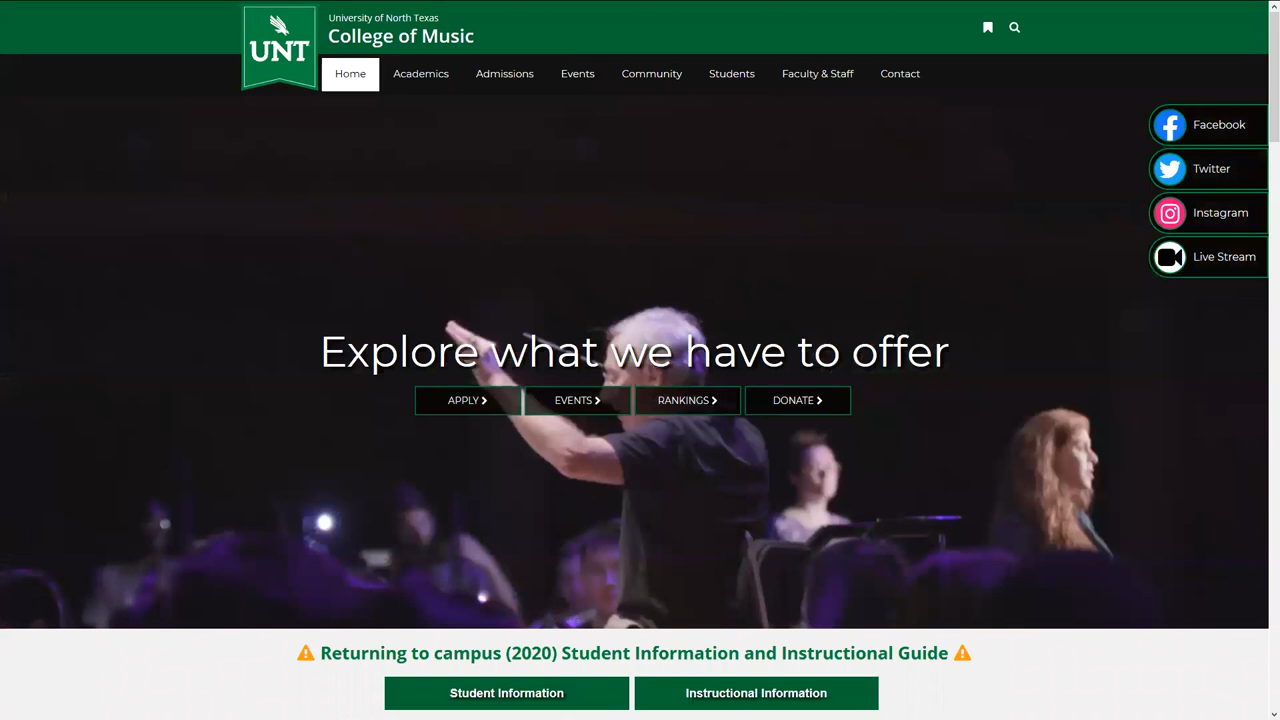 University of North Texas
College of Music
UNT
Home Academics Admissions Events Community Students Faculty & Staff Contact
Facebook
Twitter
Instagram
Live Stream
Explore what we have to offer
APPLY EVENTS RANKINGS DONATE
Returning to campus (2020) Student Information and Instructional Guide
Student Information Instructional Information